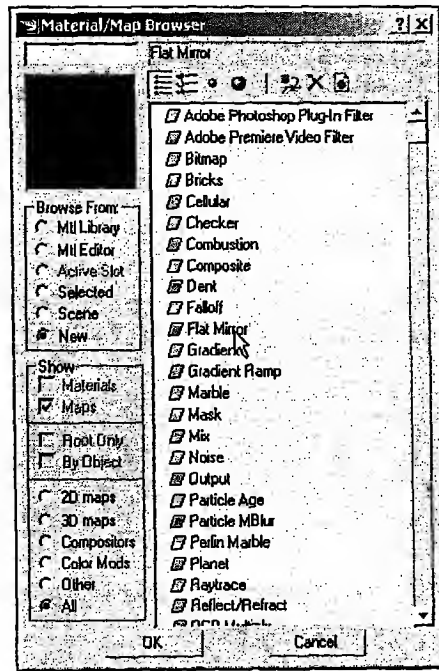 Material/Map Browser
Flat Mirror
Adobe Photoshop Plug-In Filter
Adobe Premiere Video Filter
Bitmap
Bricks
Cellular
Checker
Combustion
Composite
Dent
Falloff
Flat Mirror
Gradient
Gradient Ramp
Marble
Mask
Mix
Noise
Output
Particle Age
Particle MBlur
Perlin Marble
Planet
Raytrace
Reflect/Refract
RGB Multiply
Browse From:
Mtl Library
Mtl Editor
Active Slot
Selected
Scene
New
Show
Materials
Maps
Root Only
By Object
2D maps
3D maps
Compositors
Color Mods
Other
All
OK
Cancel